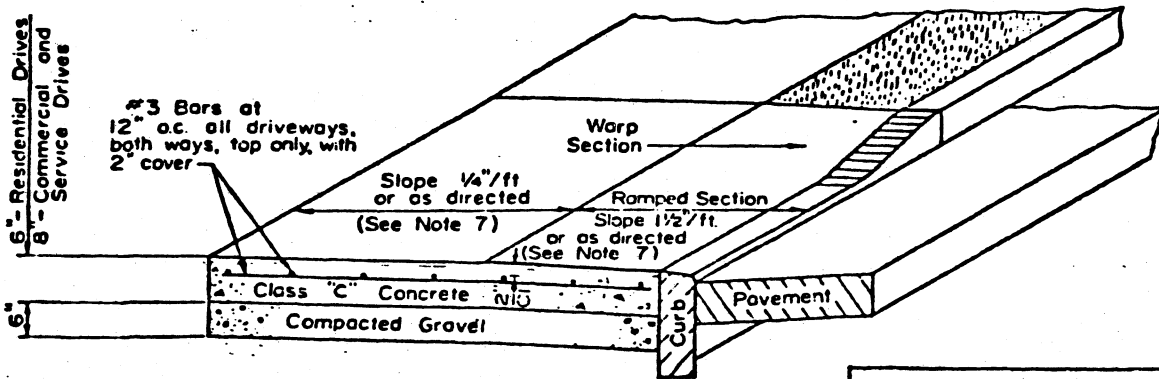 6"-Residential Drives
8"-Commercial and
Service Drives
#3 Bars at
12" o.c. all driveways,
both ways, top only, with
2" cover
Warp
Section
Slope 1/4"/ft
or as directed
(See Note 7)
Ramped Section
Slope 1 1/2"/ft.
or as directed
(See Note 7)
Class "C" Concrete
Compacted Gravel
6"
Curb
Pavement